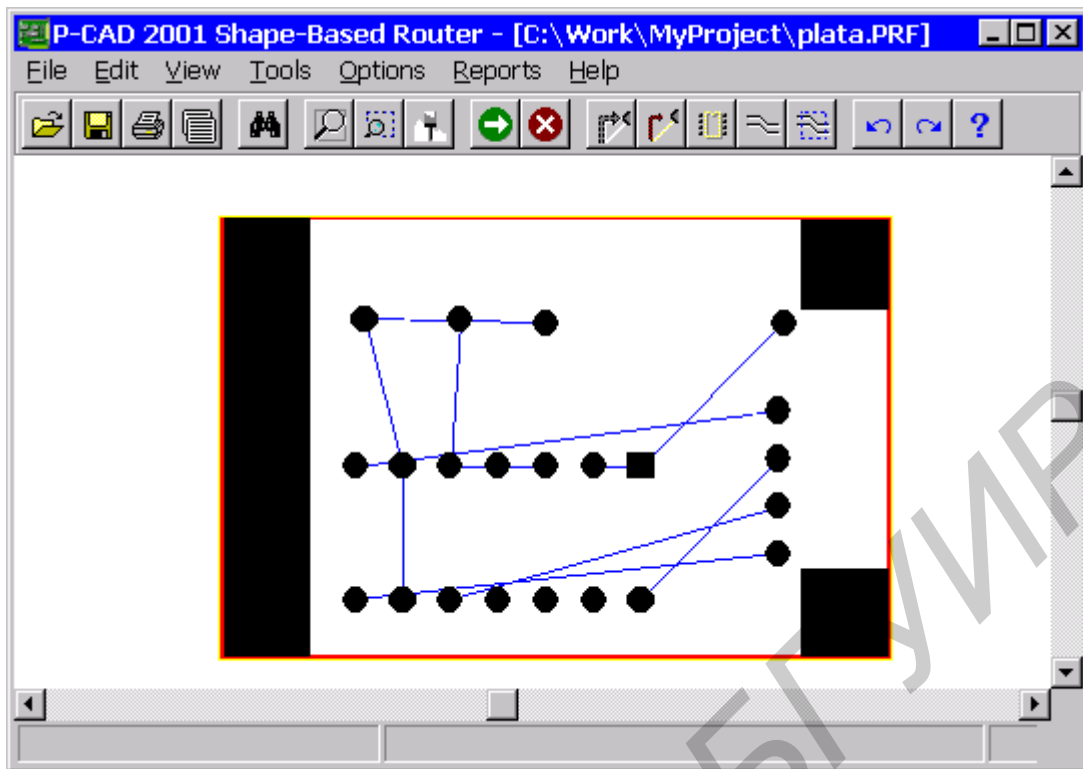 P-CAD 2001 Shape-Based Router - [C:\Work\MyProject\plata.PRF]
File Edit View Tools Options Reports Help
?
БГУИР